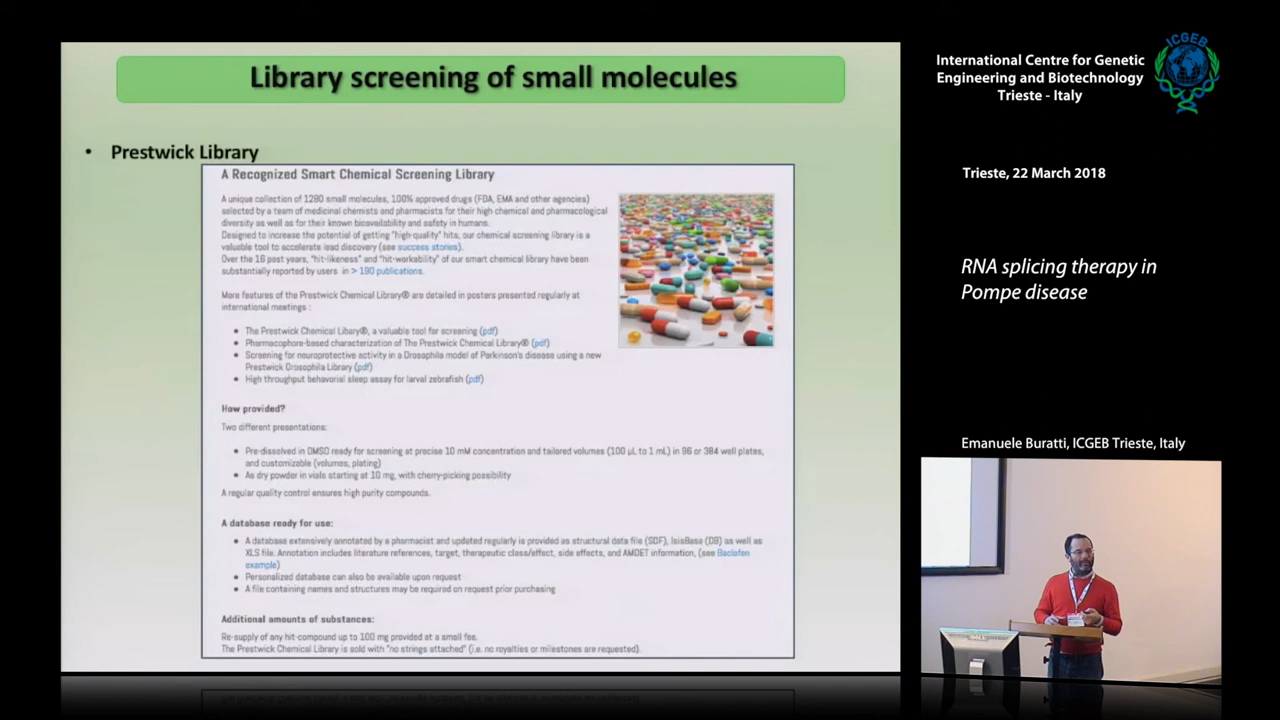 Library screening of small molecules
• Prestwick Library
A Recognized Smart Chemical Screening Library
A unique collection of 1280 small molecules, 100% approved drugs (FDA, EMA and other agencies)
selected by a team of medicinal chemists and pharmacists for their high chemical and pharmacological
diversity as well as for their known bioavailability and safety in humans.
Designed to increase the potential of getting "high-quality" hits, our chemical screening library is a
valuable tool to accelerate lead discovery (see success stories).
Over the 16 past years, "hit-likeness" and "hit-workability" of our smart chemical library have been
substantially reported by users in > 190 publications.
More features of the Prestwick Chemical Library® are detailed in posters presented regularly at
international meetings :
• The Prestwick Chemical Libary®, a valuable tool for screening (pdf)
• Pharmacophore-based characterization of The Prestwick Chemical Library® (pdf)
• Screening for neuroprotective activity in a Drosophila model of Parkinson's disease using a new
Prestwick Drosophila Library (pdf)
• High throughput behavorial sleep assay for larval zebrafish (pdf)
How provided?
Two different presentations:
• Pre-dissolved in DMSO ready for screening at precise 10 mM concentration and tailored volumes (100 µL to 1 mL) in 96 or 384 well plates,
and customizable (volumes, plating)
• As dry powder in vials starting at 10 mg, with cherry-picking possibility
A regular quality control ensures high purity compounds.
A database ready for use:
• A database extensively annotated by a pharmacist and updated regularly is provided as structural data file (SDF), IsisBase (DB) as well as
XLS file. Annotation includes literature references, target, therapeutic class/effect, side effects, and AMDET information, (see Baclofen
example)
• Personalized database can also be available upon request
• A file containing names and structures may be required on request prior purchasing
Additional amounts of substances:
Re-supply of any hit-compound up to 100 mg provided at a small fee.
The Prestwick Chemical Library is sold with "no strings attached" (i.e. no royalties or milestones are requested).
International Centre for Genetic
Engineering and Biotechnology
Trieste - Italy
ICGEB
Trieste, 22 March 2018
RNA splicing therapy in
Pompe disease
Emanuele Buratti, ICGEB Trieste, Italy
DELL